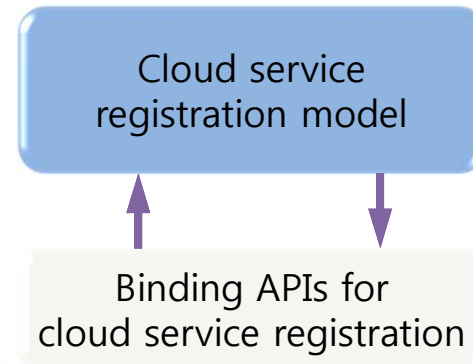 Cloud service
registration model
Binding APIs for
cloud service registration